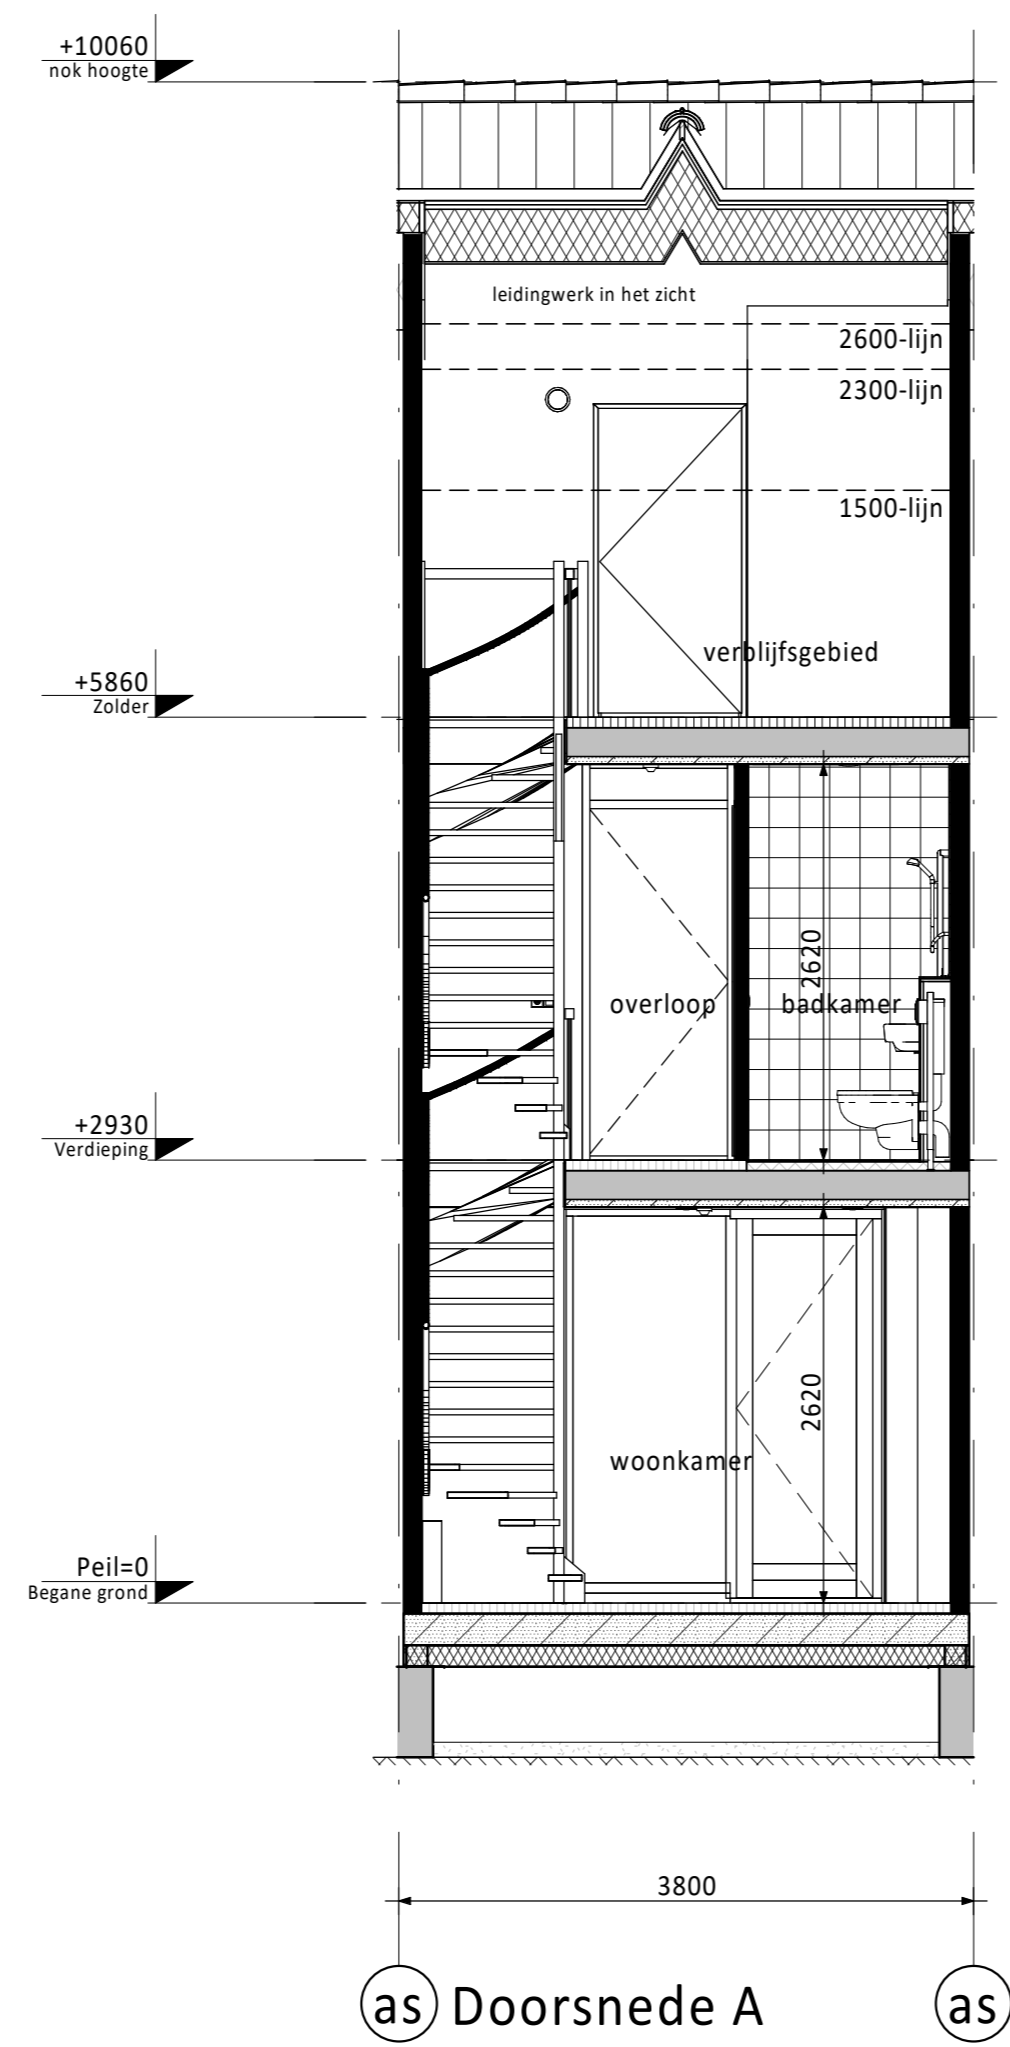 +10060
nok hoogte
leidingwerk in het zicht
2600-lijn
2300-lijn
1500-lijn
verblijfsgebied
+5860
Zolder
2620
overloop
badkamer
+2930
Verdieping
2620
woonkamer
Peil=0
Begane grond
3800
as
Doorsnede A
as